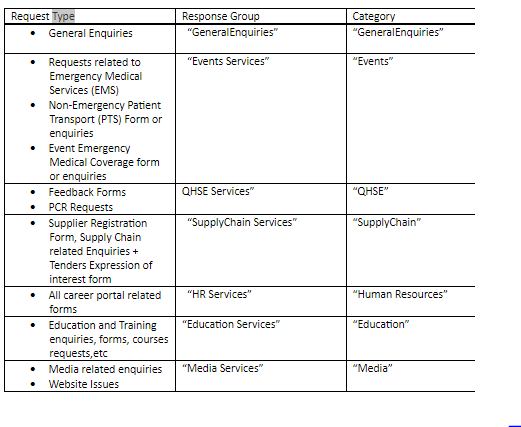 Request Type Response Group Category
• General Enquiries “GeneralEnquiries” “GeneralEnquiries”
• Requests related to “Events Services” “Events”
Emergency Medical
Services (EMS)
• Non-Emergency Patient
Transport (PTS) Form or
enquiries
• Event Emergency
Medical Coverage form
or enquiries
• Feedback Forms QHSE Services” “QHSE”
• PCR Requests
• Supplier Registration “SupplyChain Services” “SupplyChain”
Form, Supply Chain
related Enquiries +
Tenders Expression of
interest form
• All career portal related “HR Services” “Human Resources”
forms
• Education and Training “Education Services” “Education”
enquiries, forms, courses
requests,etc
• Media related enquiries “Media Services” “Media”
• Website Issues